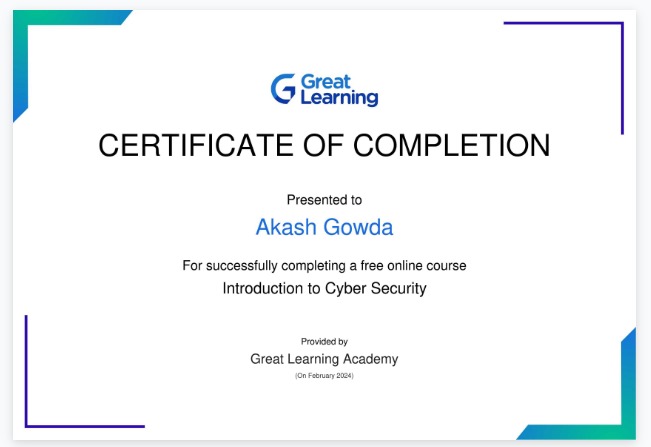 Great
Learning
CERTIFICATE OF COMPLETION
Presented to
Akash Gowda
For successfully completing a free online course
Introduction to Cyber Security
Provided by
Great Learning Academy
(On February 2024)